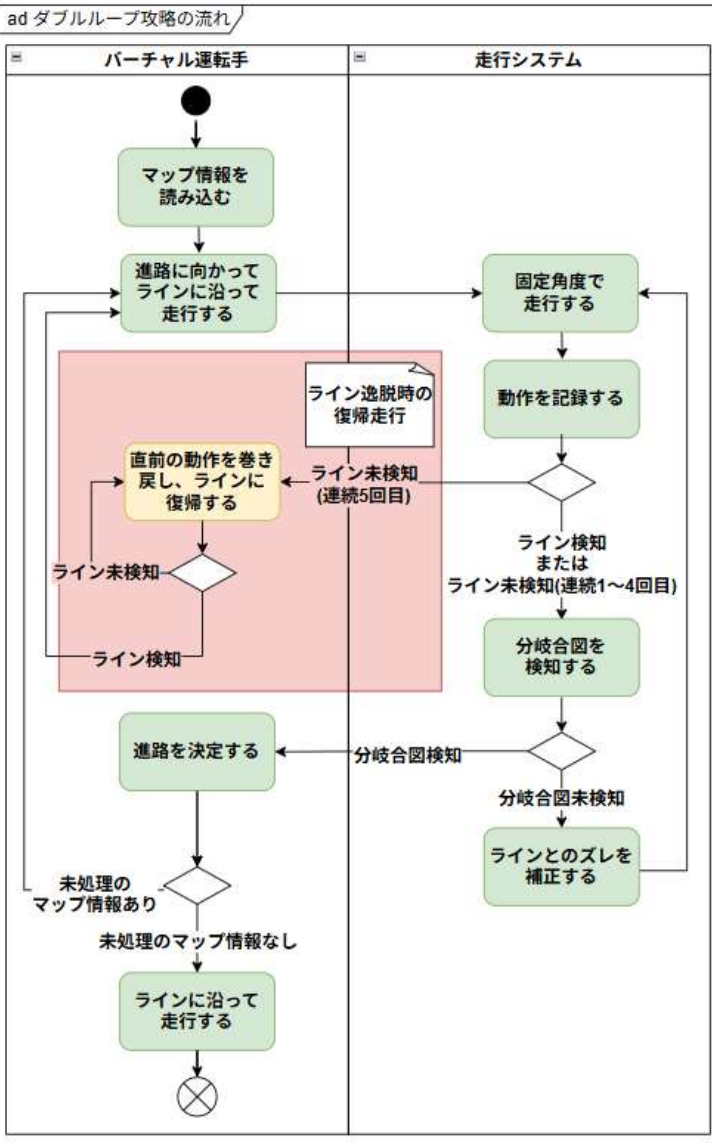 ad ダブルループ攻略の流れ
バーチャル運転手
走行システム
マップ情報を
読み込む
進路に向かって
ラインに沿って
走行する
固定角度で
走行する
動作を記録する
ライン逸脱時の
復帰走行
直前の動作を巻き
戻し、ラインに
復帰する
ライン未検知
(連続5回目)
ライン検知
または
ライン未検知(連続1〜4回目)
ライン未検知
ライン検知
分岐合図を
検知する
進路を決定する
分岐合図検知
分岐合図未検知
ラインとのズレを
補正する
未処理の
マップ情報あり
未処理のマップ情報なし
ラインに沿って
走行する